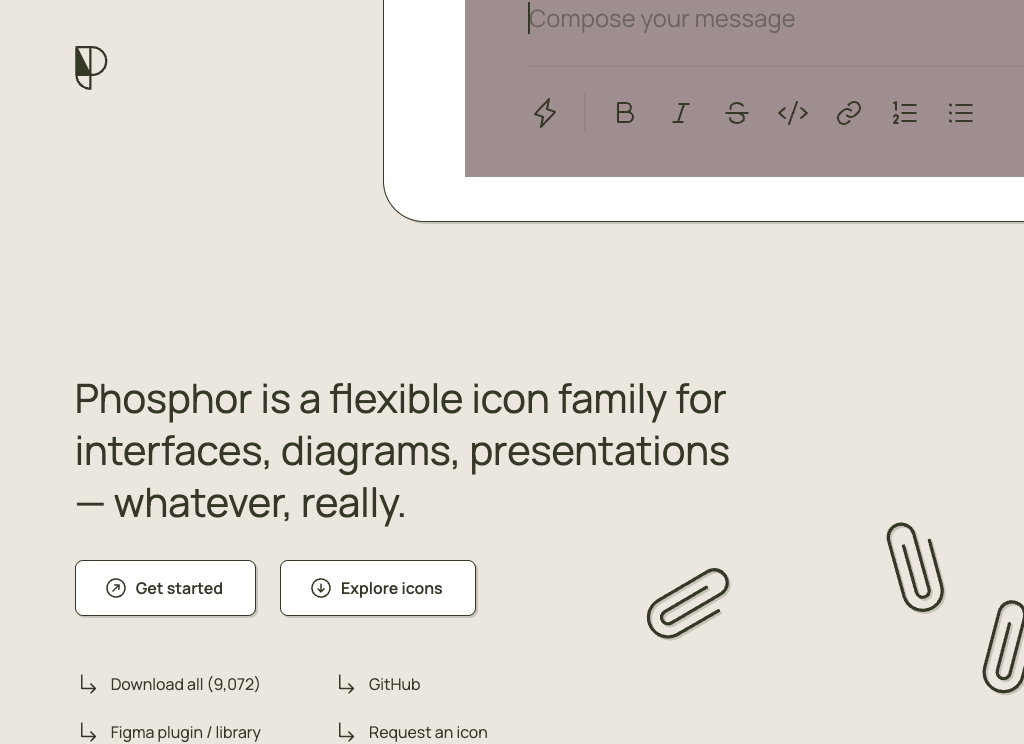 Compose your message
Phosphor is a flexible icon family for
interfaces, diagrams, presentations
— whatever, really.
Get started
Explore icons
Download all (9,072)
GitHub
Figma plugin / library
Request an icon